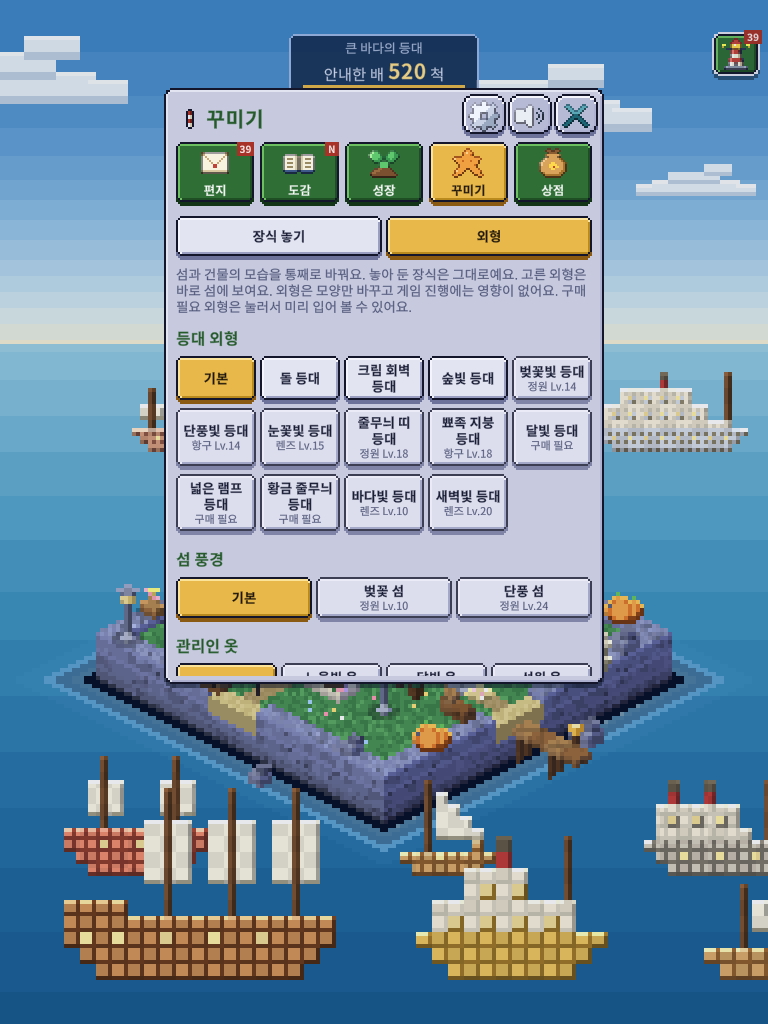 큰 바다의 등대
안내한 배 520 척
39
꾸미기
39
편지
N
도감
성장
꾸미기
상점
장식 놓기
외형
섬과 건물의 모습을 통째로 바꿔요. 놓아 둔 장식은 그대로예요. 고른 외형은
바로 섬에 보여요. 외형은 모양만 바꾸고 게임 진행에는 영향이 없어요. 구매
필요 외형은 눌러서 미리 입어 볼 수 있어요.
등대 외형
기본
돌 등대
크림 회벽
등대
숲빛 등대
벚꽃빛 등대
정원 Lv.14
단풍빛 등대
항구 Lv.14
눈꽃빛 등대
렌즈 Lv.15
줄무늬 띠
등대
정원 Lv.18
뾰족 지붕
등대
항구 Lv.18
달빛 등대
구매 필요
넓은 램프
등대
구매 필요
황금 줄무늬
등대
구매 필요
바다빛 등대
렌즈 Lv.10
새벽빛 등대
렌즈 Lv.20
섬 풍경
기본
벚꽃 섬
정원 Lv.10
단풍 섬
정원 Lv.24
관리인 옷